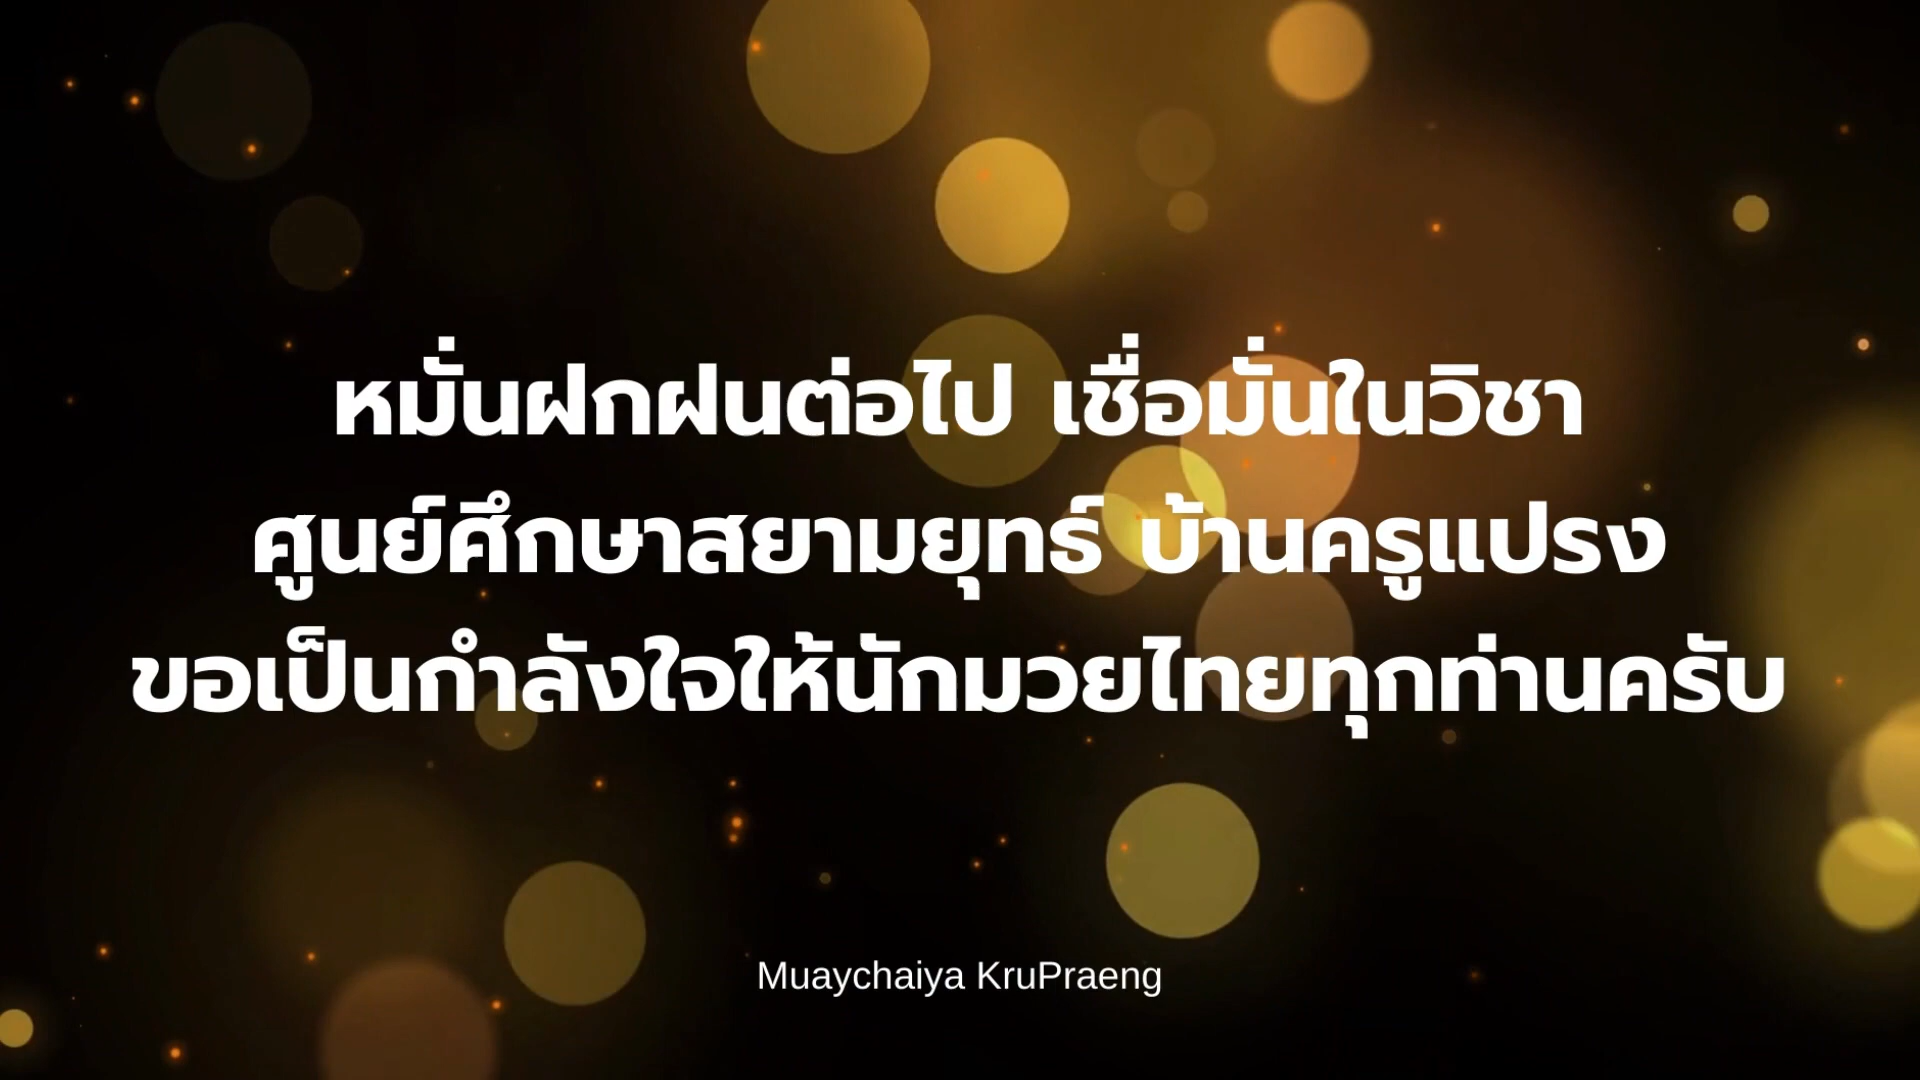 หมั่นฝกฝนต่อไป เชื่อมั่นในวิชา
ศูนย์ศึกษาสยามยุทธ์ บ้านครูแปรง
ขอเป็นกำลังใจให้นักมวยไทยทุกท่านครับ
Muaychaiya KruPraeng